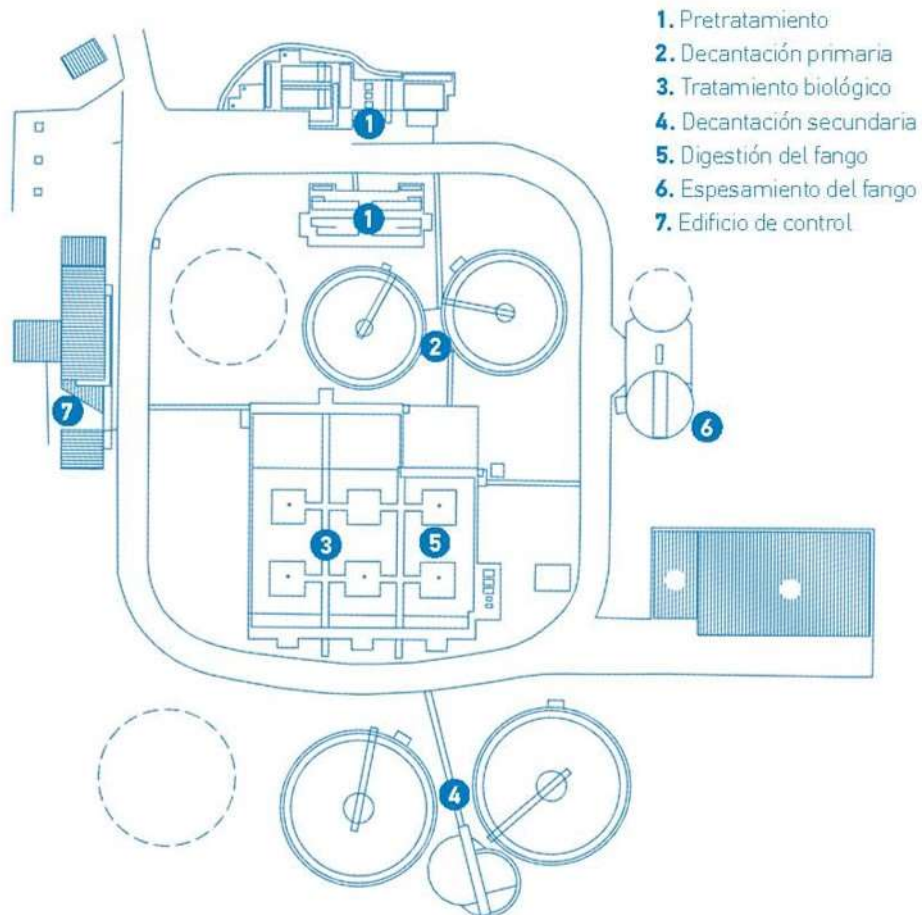 1. Pretratamiento
2. Decantación primaria
3. Tratamiento biológico
4. Decantación secundaria
5. Digestión del fango
6. Espesamiento del fango
7. Edificio de control
1
1
2
7
6
3
5
4